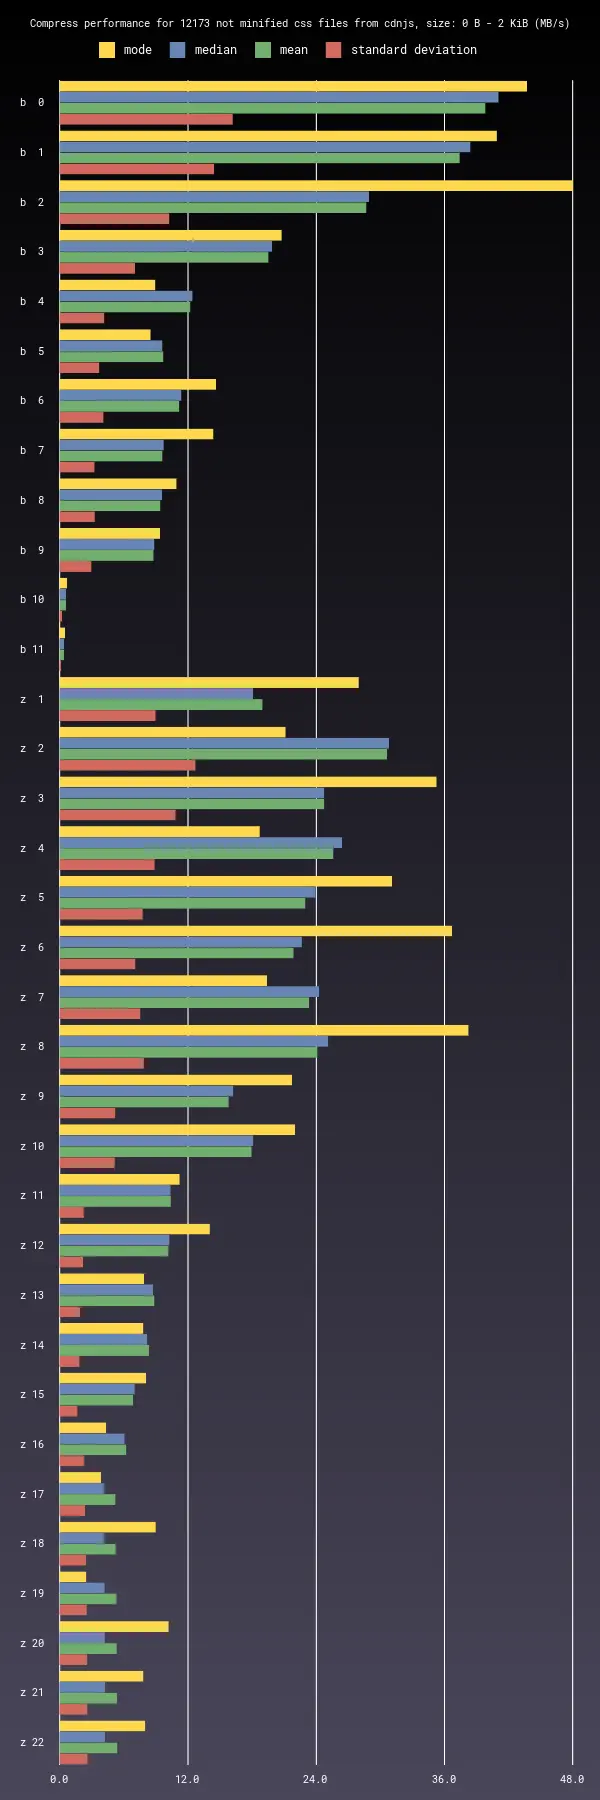 Compress performance for 12173 not minified css files from cdnjs, size: 0 B - 2 KiB (MB/s)
mode median mean standard deviation
b 0
b 1
b 2
b 3
b 4
b 5
b 6
b 7
b 8
b 9
b 10
b 11
z 1
z 2
z 3
z 4
z 5
z 6
z 7
z 8
z 9
z 10
z 11
z 12
z 13
z 14
z 15
z 16
z 17
z 18
z 19
z 20
z 21
z 22
0.0 12.0 24.0 36.0 48.0